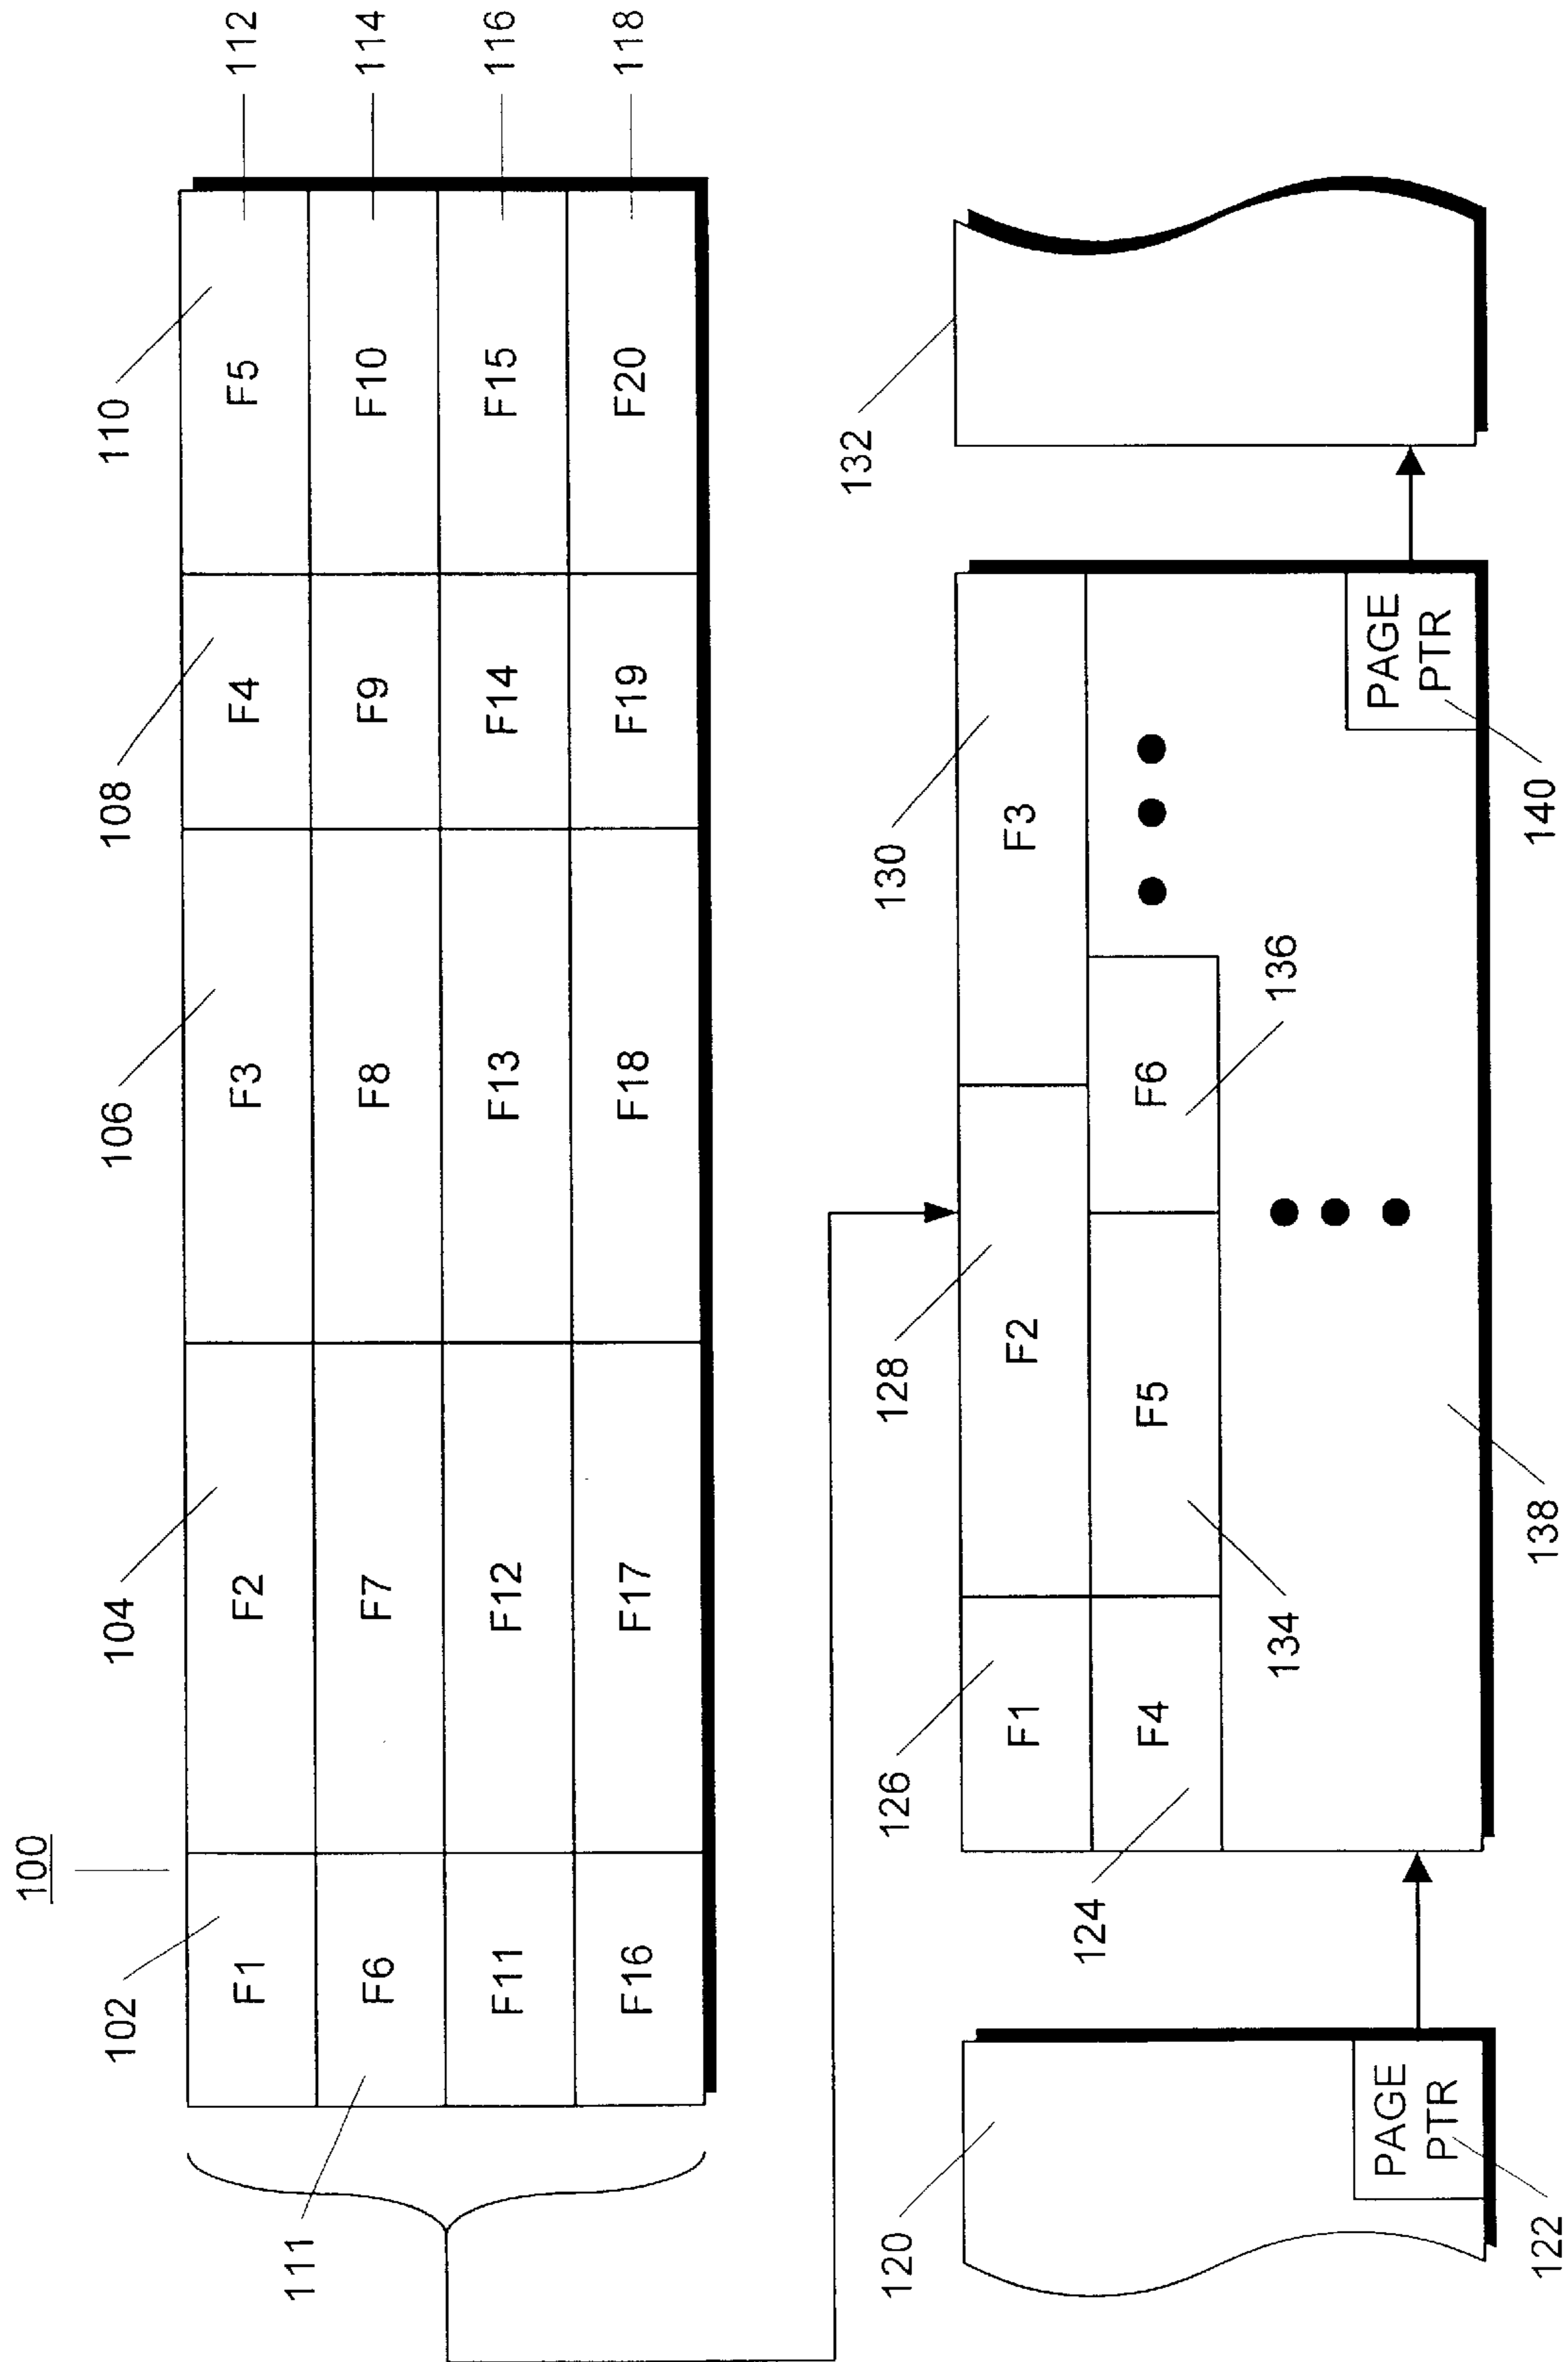 100
102 104 106 108 110
F1 F2 F3 F4 F5 112
F6 F7 F8 F9 F10 114
F11 F12 F13 F14 F15 116
F16 F17 F18 F19 F20 118
111
120 126 128 130 132
F1 F2 F3
F4 F5 F6
124 134 136
PAGE
PTR
PAGE
PTR
122 138 140